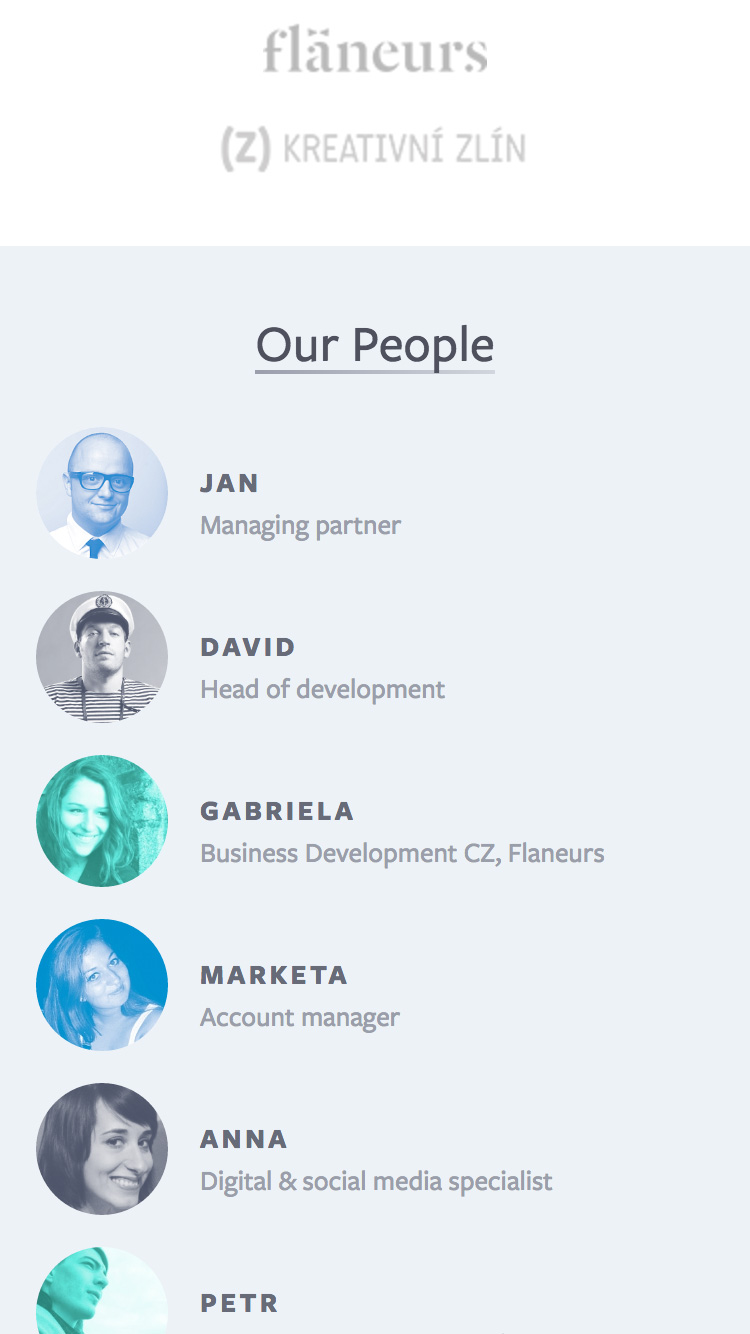 fläneurs
(Z) KREATIVNÍ ZLÍN
Our People
JAN
Managing partner
DAVID
Head of development
GABRIELA
Business Development CZ, Flaneurs
MARKETA
Account manager
ANNA
Digital & social media specialist
PETR